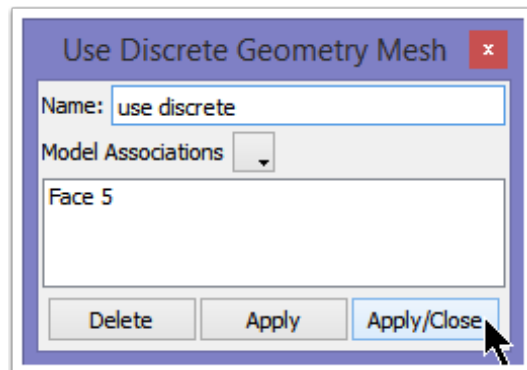 Use Discrete Geometry Mesh x
Name: use discrete
Model Associations
Face 5
Delete Apply Apply/Close